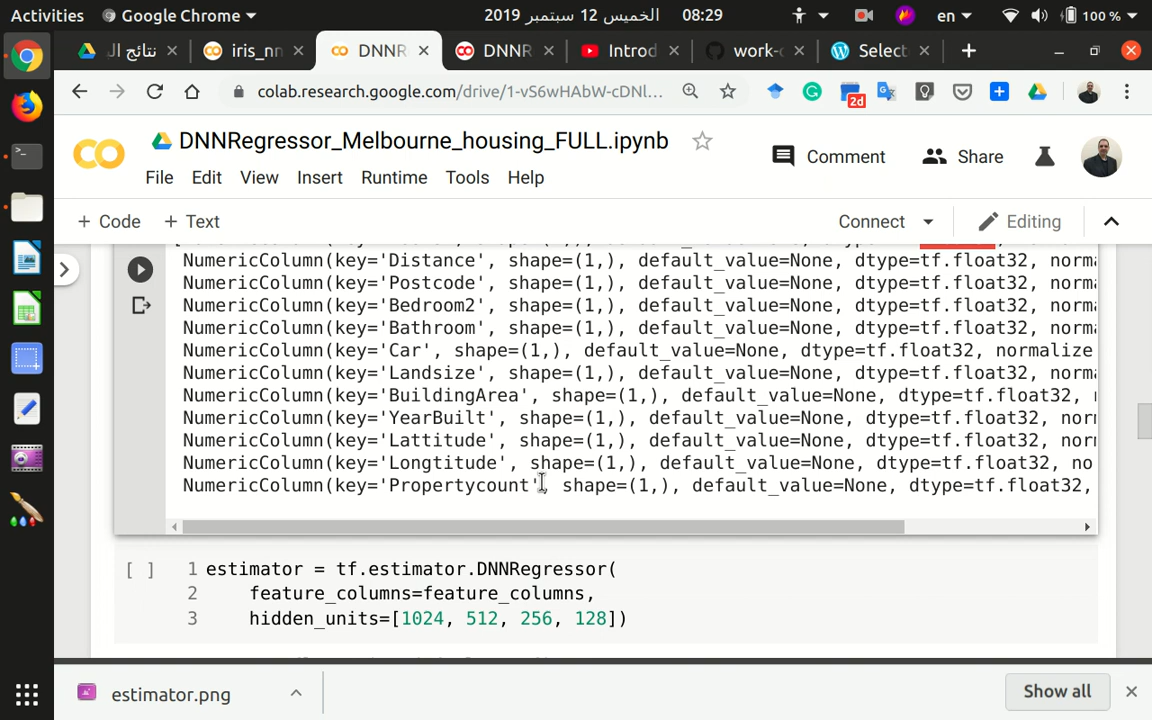 Activities Google Chrome 2019 الخميس 12 سبتمبر 08:29 en 100 %
نتائج ال iris_nn DNNR DNNR Introd work- Select
colab.research.google.com/drive/1-vS6wHAbW-cDNl... 2d
DNNRegressor_Melbourne_housing_FULL.ipynb Comment Share
File Edit View Insert Runtime Tools Help
+ Code + Text Connect Editing
NumericColumn(key='Distance', shape=(1,), default_value=None, dtype=tf.float32, norma
NumericColumn(key='Postcode', shape=(1,), default_value=None, dtype=tf.float32, norma
NumericColumn(key='Bedroom2', shape=(1,), default_value=None, dtype=tf.float32, norma
NumericColumn(key='Bathroom', shape=(1,), default_value=None, dtype=tf.float32, norma
NumericColumn(key='Car', shape=(1,), default_value=None, dtype=tf.float32, normalize
NumericColumn(key='Landsize', shape=(1,), default_value=None, dtype=tf.float32, norma
NumericColumn(key='BuildingArea', shape=(1,), default_value=None, dtype=tf.float32,
NumericColumn(key='YearBuilt', shape=(1,), default_value=None, dtype=tf.float32, nor
NumericColumn(key='Lattitude', shape=(1,), default_value=None, dtype=tf.float32, nor
NumericColumn(key='Longtitude', shape=(1,), default_value=None, dtype=tf.float32, no
NumericColumn(key='Propertycount', shape=(1,), default_value=None, dtype=tf.float32,
[ ] 1 estimator = tf.estimator.DNNRegressor(
2 feature_columns=feature_columns,
3 hidden_units=[1024, 512, 256, 128])
estimator.png Show all